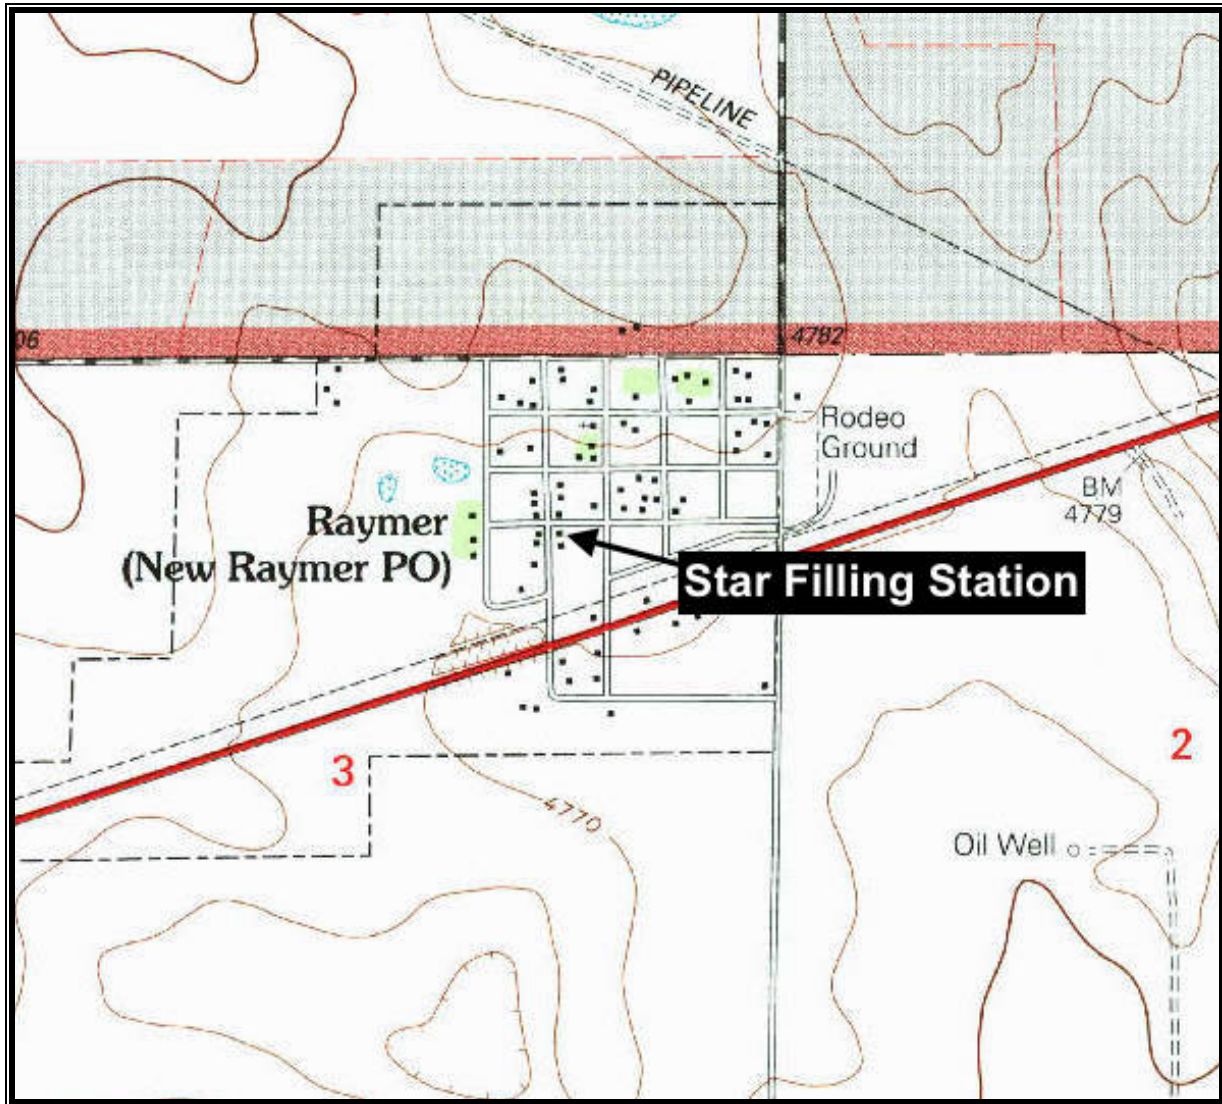 PIPELINE
06
4782
Rodeo
Ground
BM
4779
Raymer
(New Raymer PO)
Star Filling Station
3
2
4770
Oil Well